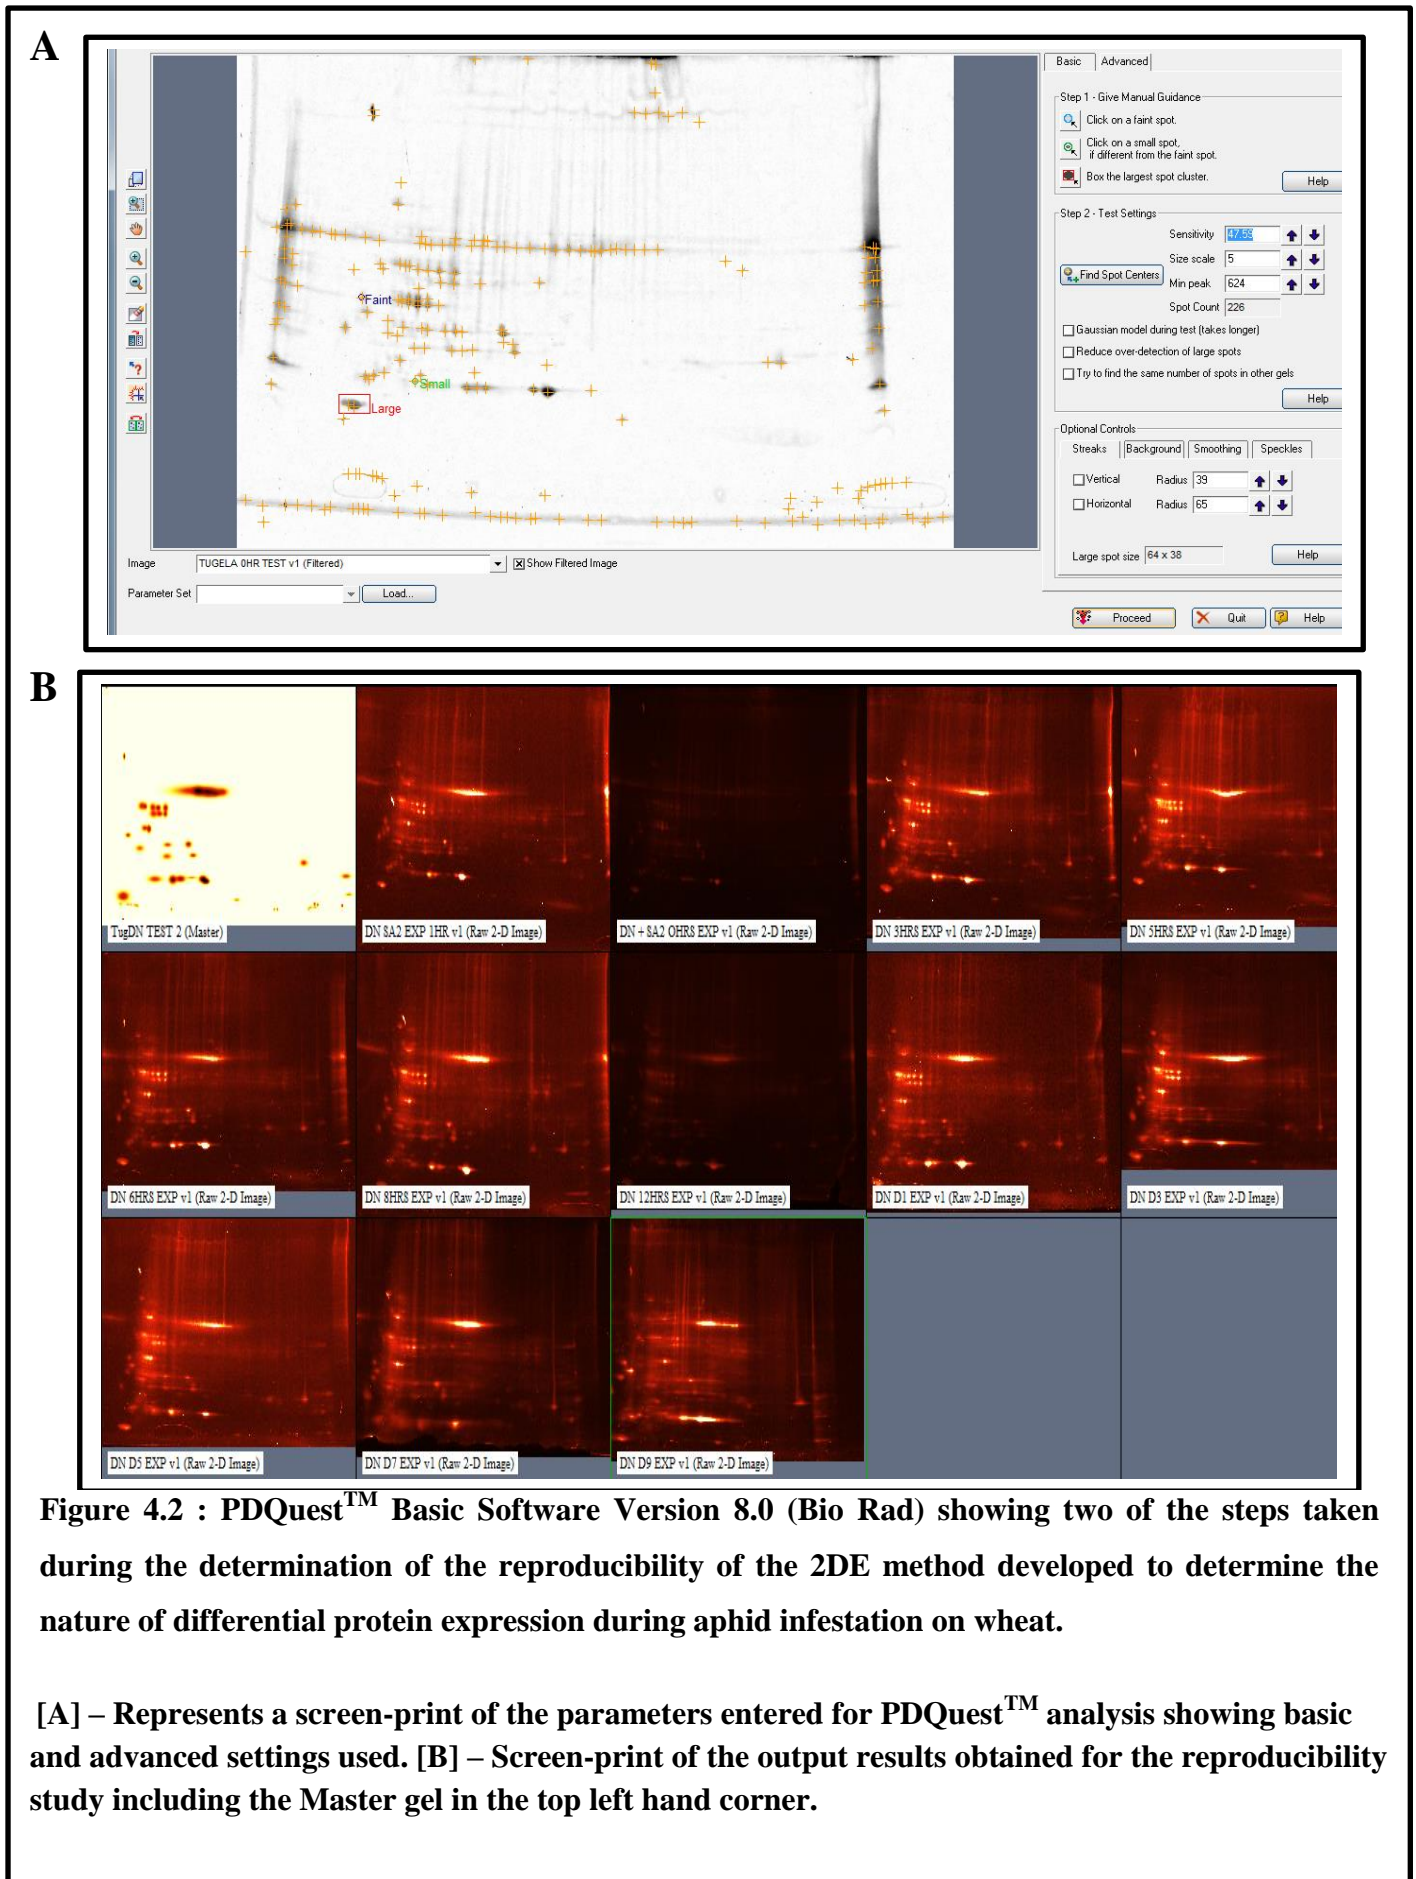 A
Basic Advanced
Step 1 - Give Manual Guidance
Click on a faint spot.
Click on a small spot,
if different from the faint spot.
Box the largest spot cluster.
Help
Step 2 - Test Settings
Sensitivity 47.59
Size scale 5
Find Spot Centers
Min peak 624
Spot Count 226
Gaussian model during test (takes longer)
Reduce over-detection of large spots
Try to find the same number of spots in other gels
Help
Optional Controls
Streaks Background Smoothing Speckles
Vertical Radius 39
Horizontal Radius 65
Large spot size 64 x 38 Help
Faint
Small
Large
Image TUGELA 0HR TEST v1 (Filtered) Show Filtered Image
Parameter Set Load...
Proceed Quit Help
B
TugDN TEST 2 (Master)
DN SA2 EXP 1HR v1 (Raw 2-D Image)
DN + SA2 OHRS EXP v1 (Raw 2-D Image)
DN 3HRS EXP v1 (Raw 2-D Image)
DN 5HRS EXP v1 (Raw 2-D Image)
DN 6HRS EXP v1 (Raw 2-D Image)
DN 8HRS EXP v1 (Raw 2-D Image)
DN 12HRS EXP v1 (Raw 2-D Image)
DN D1 EXP v1 (Raw 2-D Image)
DN D3 EXP v1 (Raw 2-D Image)
DN D5 EXP v1 (Raw 2-D Image)
DN D7 EXP v1 (Raw 2-D Image)
DN D9 EXP v1 (Raw 2-D Image)
Figure 4.2 : PDQuest™ Basic Software Version 8.0 (Bio Rad) showing two of the steps taken
during the determination of the reproducibility of the 2DE method developed to determine the
nature of differential protein expression during aphid infestation on wheat.
[A] – Represents a screen-print of the parameters entered for PDQuest™ analysis showing basic
and advanced settings used. [B] – Screen-print of the output results obtained for the reproducibility
study including the Master gel in the top left hand corner.